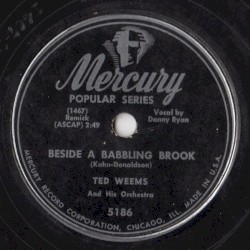 Mercury
POPULAR SERIES
(1467)
Remick
(ASCAP) 2:49
Vocal by
Danny Ryan
BESIDE A BABBLING BROOK
(Kahn-Donaldson)
TED WEEMS
And His Orchestra
5186
MERCURY RECORD CORPORATION, CHICAGO, ILL. MADE IN U.S.A.